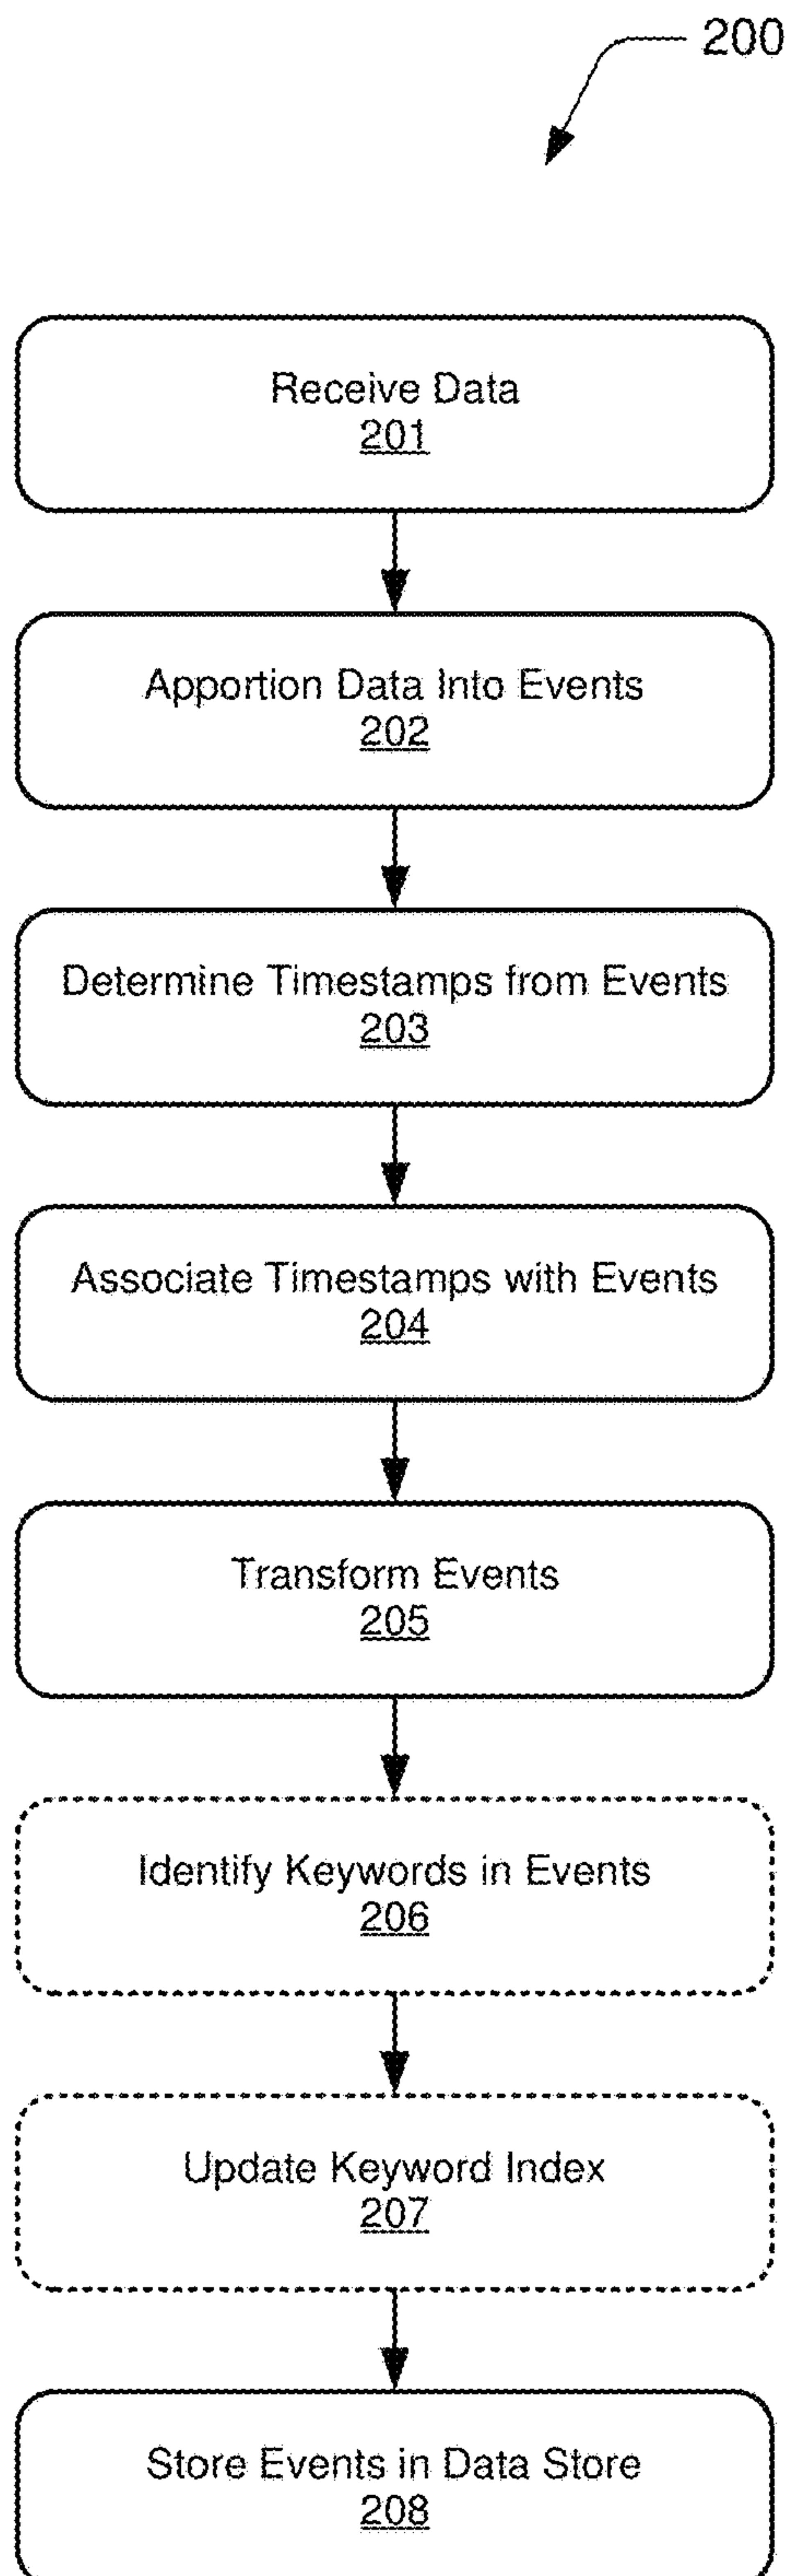 200
Receive Data
201
Apportion Data Into Events
202
Determine Timestamps from Events
203
Associate Timestamps with Events
204
Transform Events
205
Identify Keywords in Events
206
Update Keyword Index
207
Store Events in Data Store
208